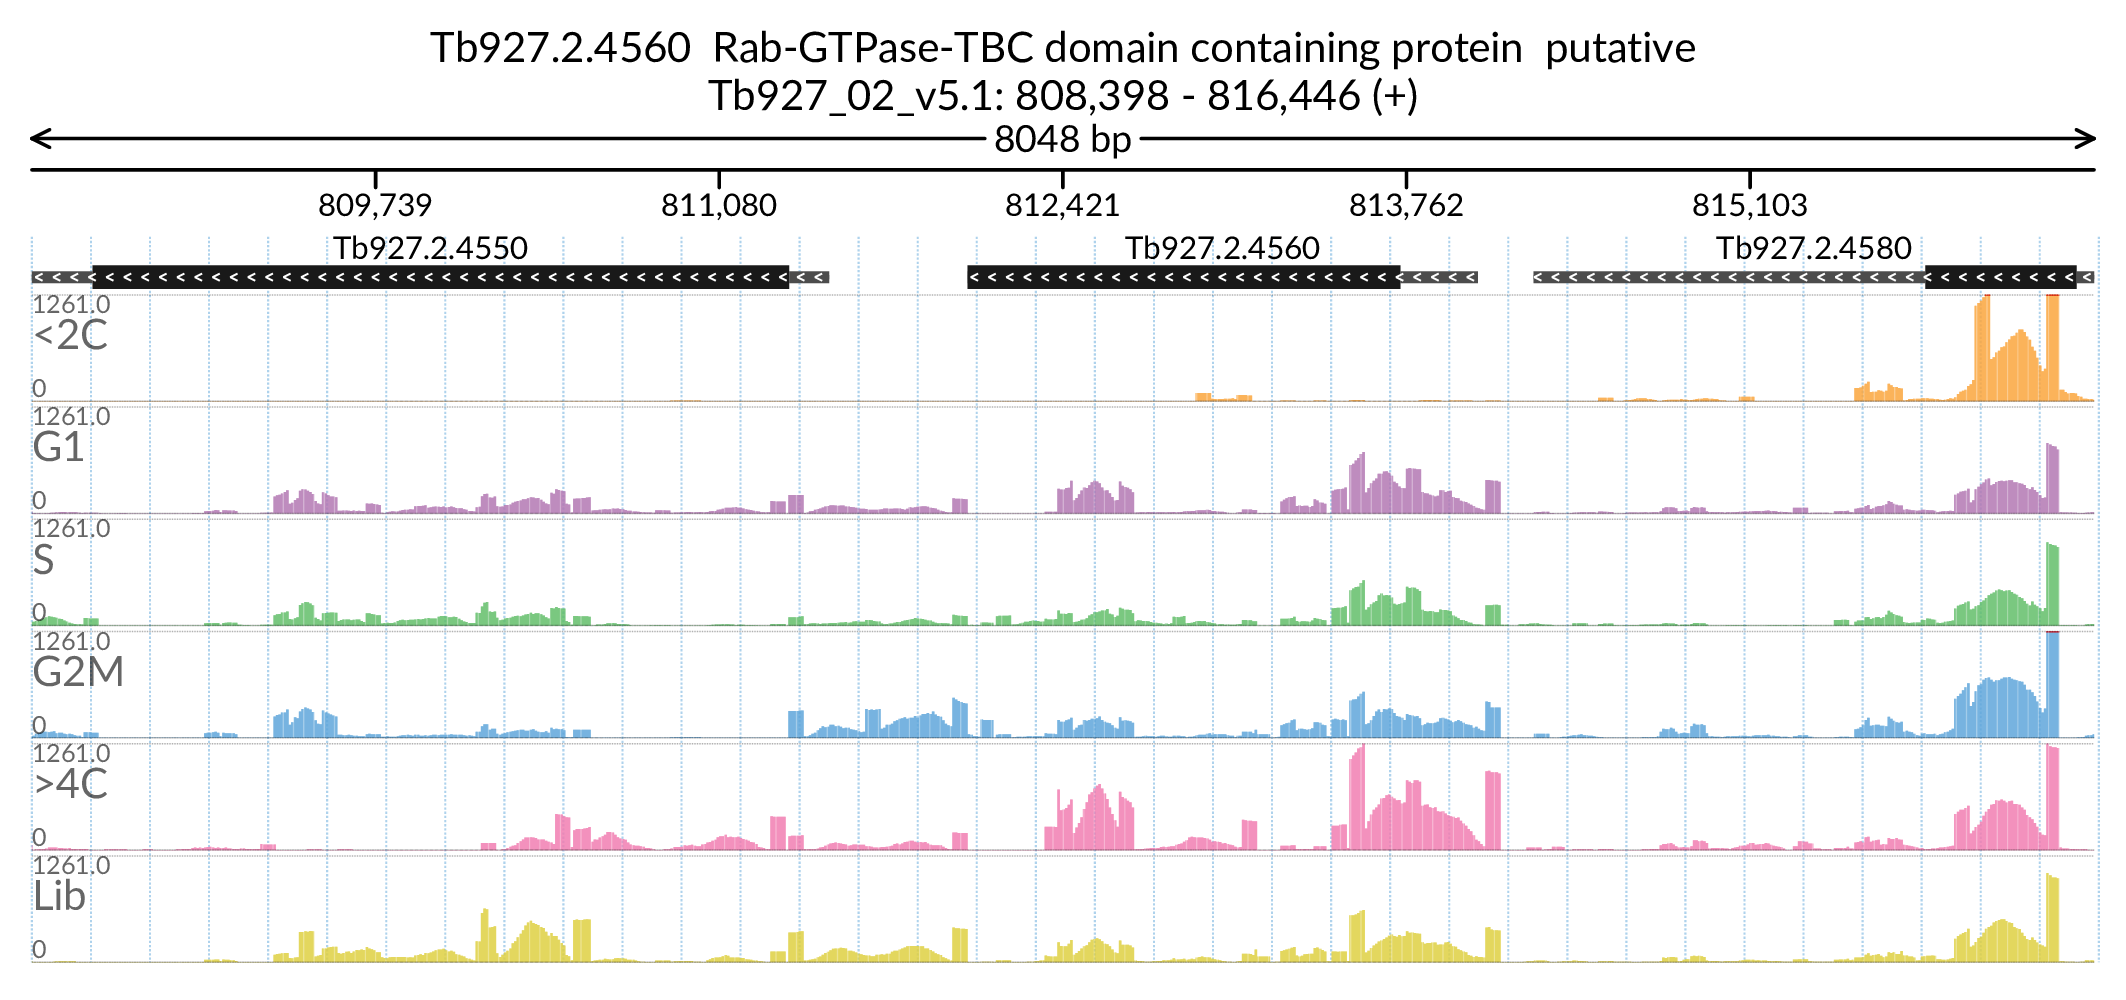 Tb927.2.4560  Rab-GTPase-TBC domain containing protein  putative
Tb927_02_v5.1: 808,398 - 816,446 (+)
8048 bp
809,739 811,080 812,421 813,762 815,103
Tb927.2.4550 Tb927.2.4560 Tb927.2.4580
1261.0
<2C
0
1261.0
G1
0
1261.0
S
0
1261.0
G2M
0
1261.0
>4C
0
1261.0
Lib
0